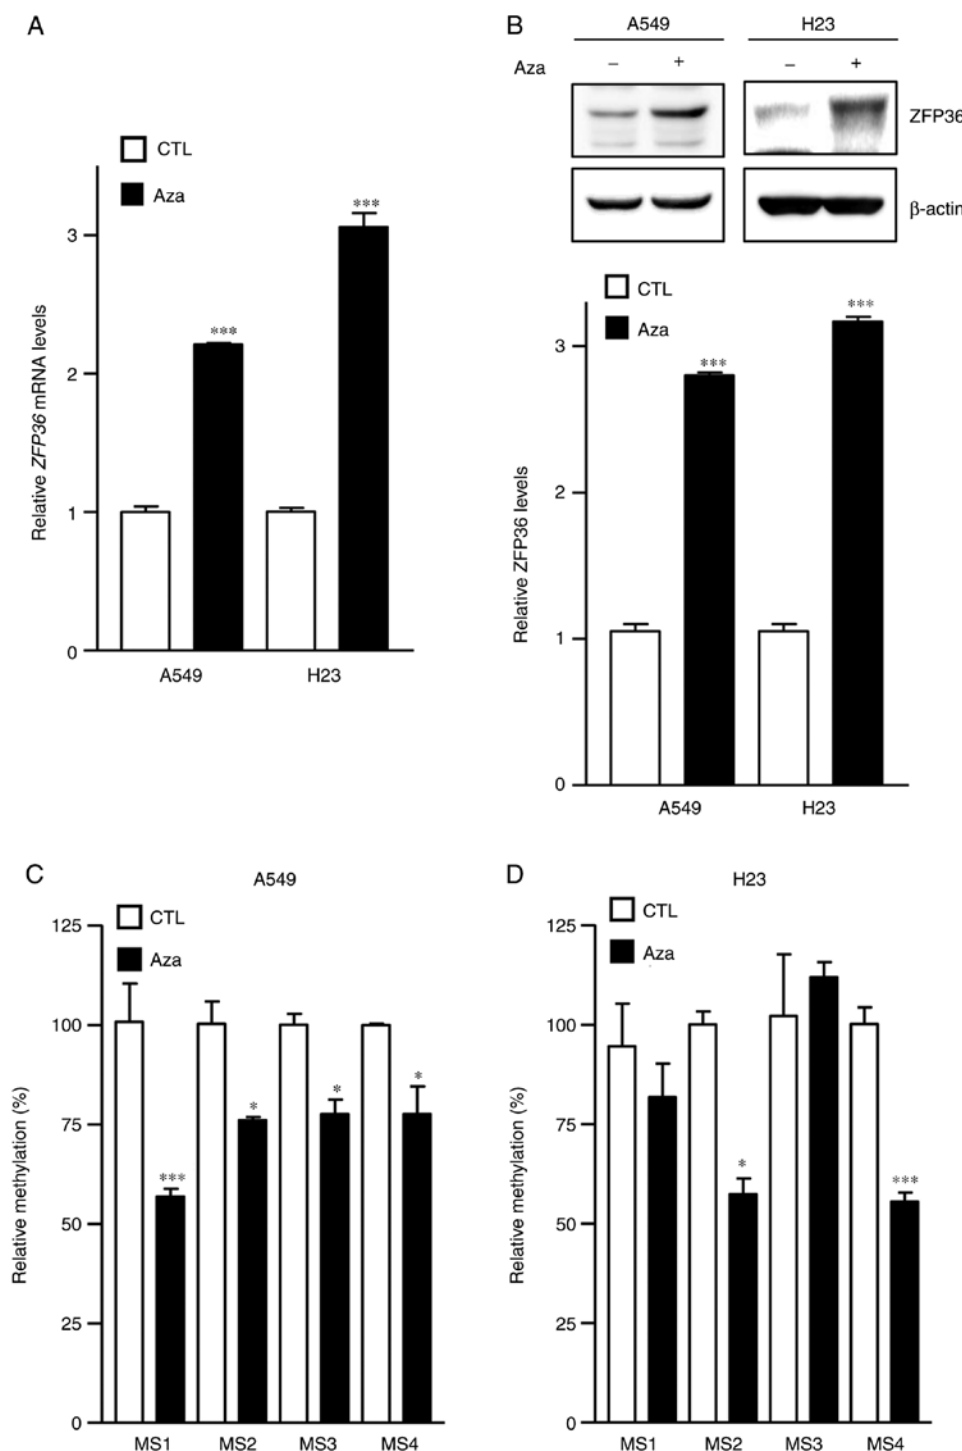 A
CTL
Aza
Relative ZFP36 mRNA levels
3
2
1
0
***
***
A549
H23
B
A549
H23
Aza
–
+
–
+
ZFP36
β-actin
CTL
Aza
Relative ZFP36 levels
3
2
1
0
***
***
A549
H23
C
A549
CTL
Aza
Relative methylation (%)
125
100
75
50
25
0
***
*
*
*
MS1
MS2
MS3
MS4
D
H23
CTL
Aza
Relative methylation (%)
125
100
75
50
25
0
*
***
MS1
MS2
MS3
MS4